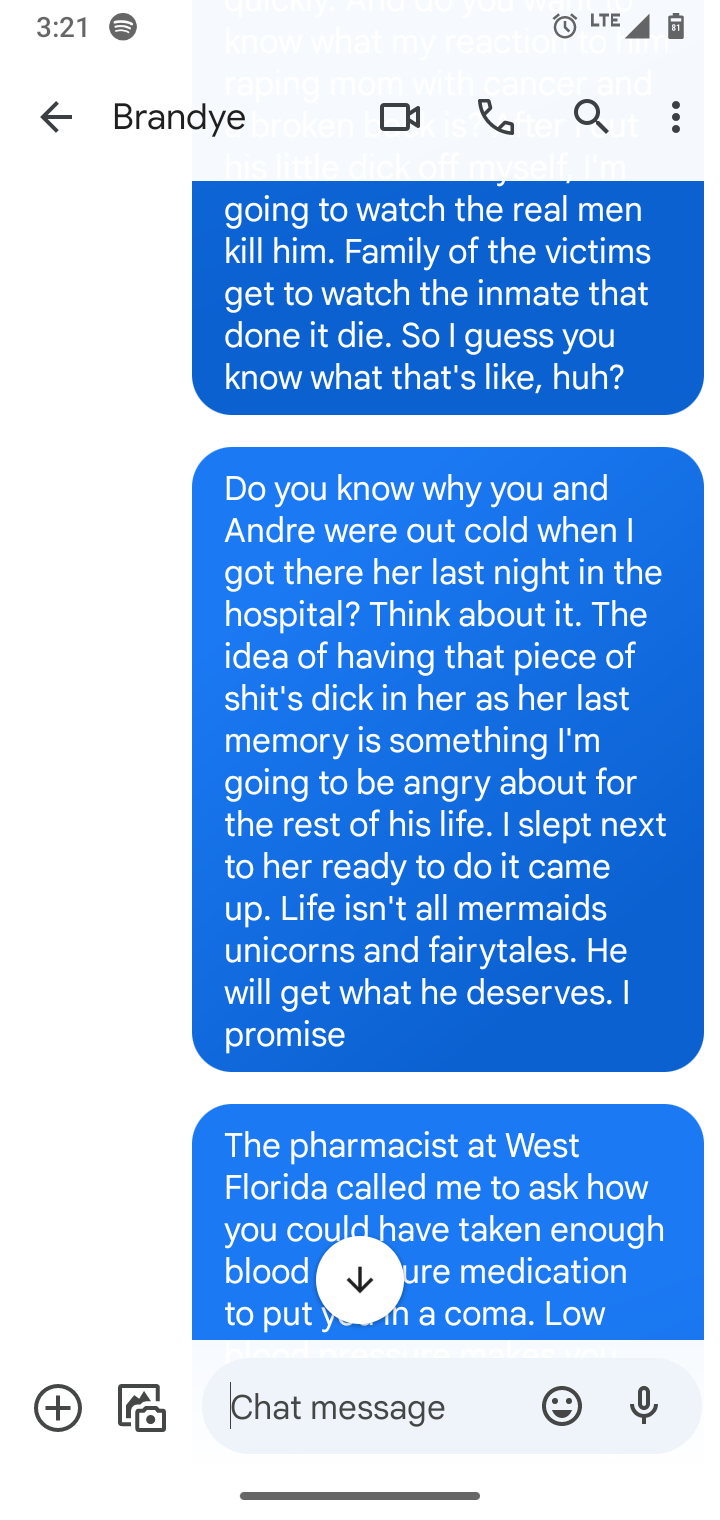 quickly. And do you want to
3:21 LTE 81
know what my reaction to him
raping mom with cancer and
Brandye
broken back is? After I cut
his little dick off myself, I'm
going to watch the real men
kill him. Family of the victims
get to watch the inmate that
done it die. So I guess you
know what that's like, huh?
Do you know why you and
Andre were out cold when I
got there her last night in the
hospital? Think about it. The
idea of having that piece of
shit's dick in her as her last
memory is something I'm
going to be angry about for
the rest of his life. I slept next
to her ready to do it came
up. Life isn't all mermaids
unicorns and fairytales. He
will get what he deserves. I
promise
The pharmacist at West
Florida called me to ask how
you could have taken enough
blood ure medication
to put you in a coma. Low
blood pressure makes you
Chat message